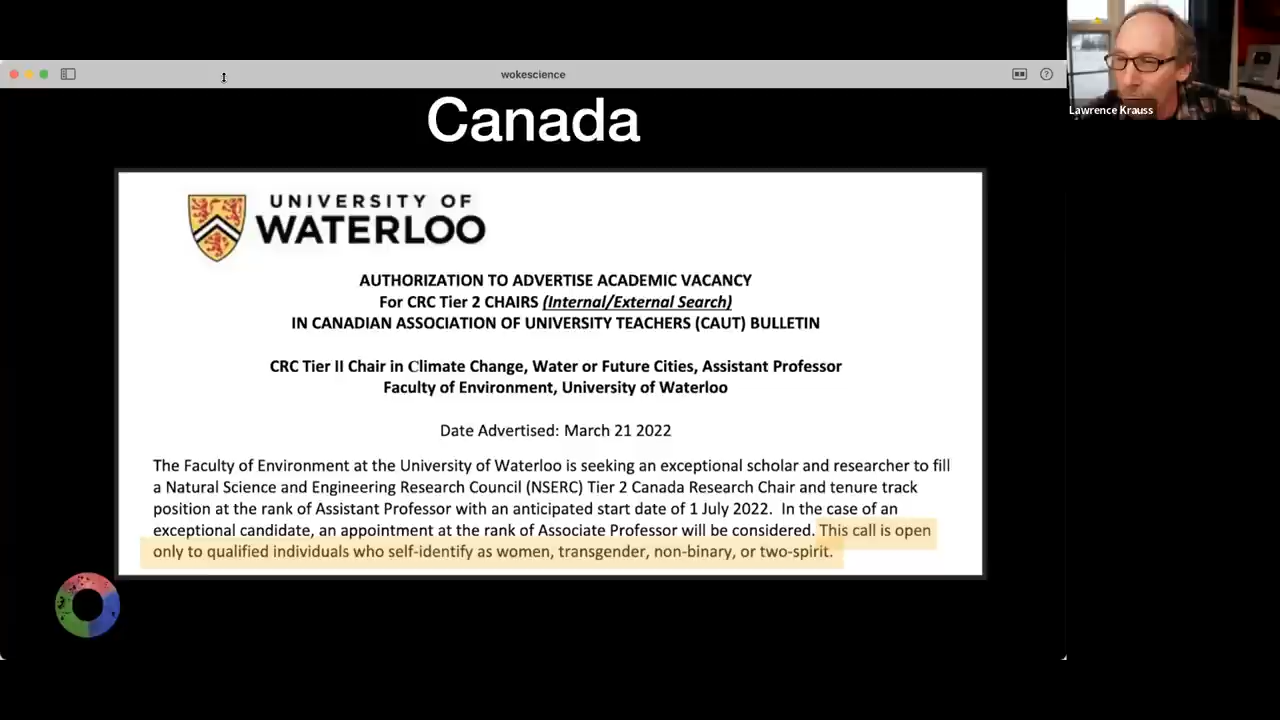 wokescience
Lawrence Krauss
Canada
UNIVERSITY OF
WATERLOO
AUTHORIZATION TO ADVERTISE ACADEMIC VACANCY
For CRC Tier 2 CHAIRS (Internal/External Search)
IN CANADIAN ASSOCIATION OF UNIVERSITY TEACHERS (CAUT) BULLETIN
CRC Tier II Chair in Climate Change, Water or Future Cities, Assistant Professor
Faculty of Environment, University of Waterloo
Date Advertised: March 21 2022
The Faculty of Environment at the University of Waterloo is seeking an exceptional scholar and researcher to fill
a Natural Science and Engineering Research Council (NSERC) Tier 2 Canada Research Chair and tenure track
position at the rank of Assistant Professor with an anticipated start date of 1 July 2022. In the case of an
exceptional candidate, an appointment at the rank of Associate Professor will be considered. This call is open
only to qualified individuals who self-identify as women, transgender, non-binary, or two-spirit.